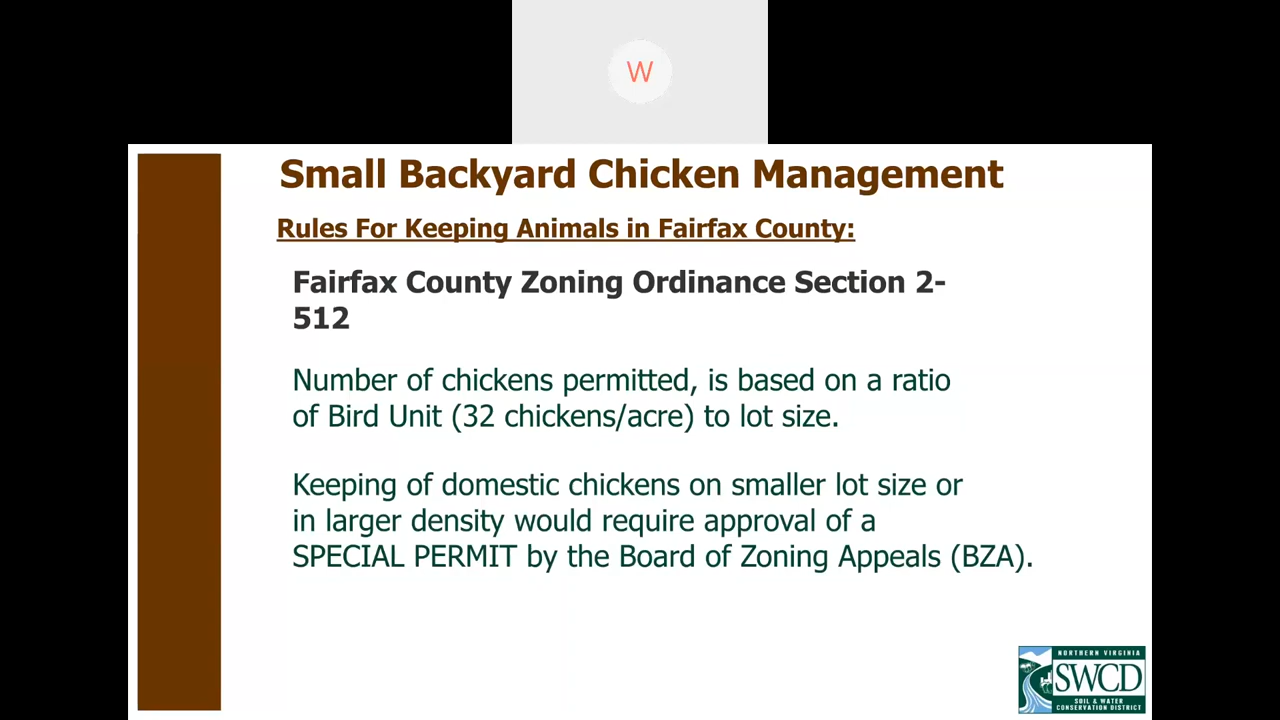 W
Small Backyard Chicken Management
Rules For Keeping Animals in Fairfax County:
Fairfax County Zoning Ordinance Section 2-
512
Number of chickens permitted, is based on a ratio
of Bird Unit (32 chickens/acre) to lot size.
Keeping of domestic chickens on smaller lot size or
in larger density would require approval of a
SPECIAL PERMIT by the Board of Zoning Appeals (BZA).
NORTHERN VIRGINIA
SWCD
SOIL & WATER
CONSERVATION DISTRICT